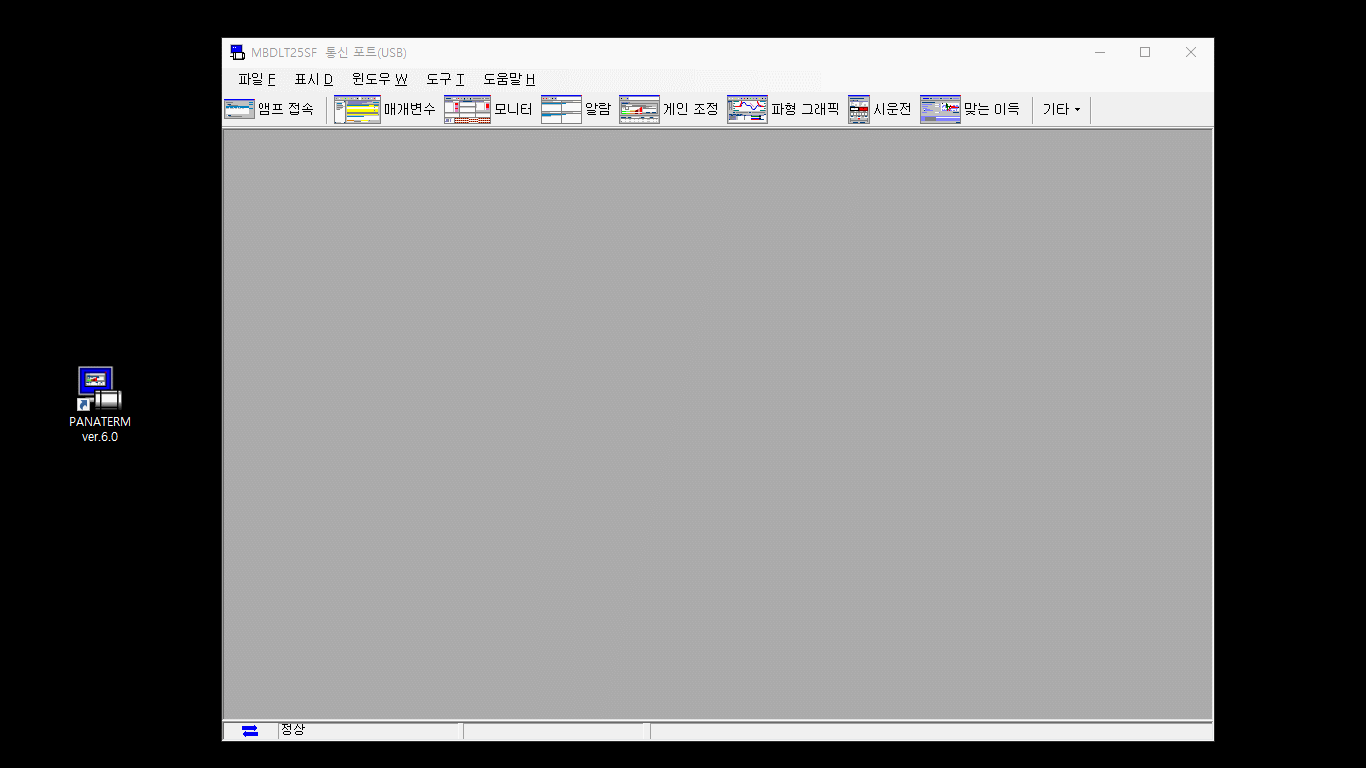 MBDLT25SF 통신 포트(USB)
파일 F 표시 D 윈도우 W 도구 T 도움말 H
앰프 접속 매개변수 모니터 알람 게인 조정 파형 그래픽 시운전 맞는 이득 기타
PANATERM
ver.6.0
정상